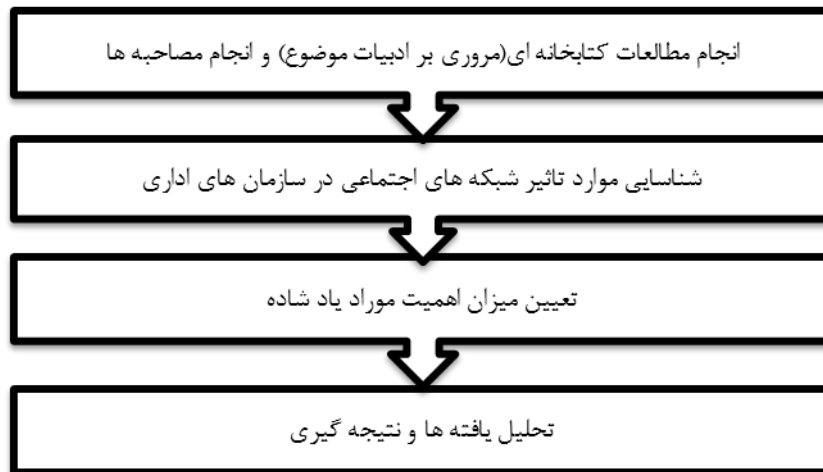 انجام مطالعات کتابخانه ای(مروری بر ادبیات موضوع) و انجام مصاحبه ها
شناسایی موارد تاثیر شبکه های اجتماعی در سازمان های اداری
تعیین میزان اهمیت موراد یاد شاده
تحلیل یافته ها و نتیجه گیری